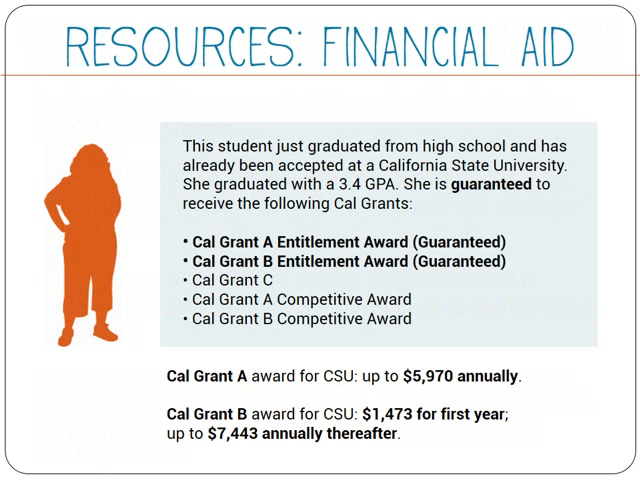 RESOURCES: FINANCIAL AID
This student just graduated from high school and has
already been accepted at a California State University.
She graduated with a 3.4 GPA. She is guaranteed to
receive the following Cal Grants:
• Cal Grant A Entitlement Award (Guaranteed)
• Cal Grant B Entitlement Award (Guaranteed)
• Cal Grant C
• Cal Grant A Competitive Award
• Cal Grant B Competitive Award
Cal Grant A award for CSU: up to $5,970 annually.
Cal Grant B award for CSU: $1,473 for first year;
up to $7,443 annually thereafter.